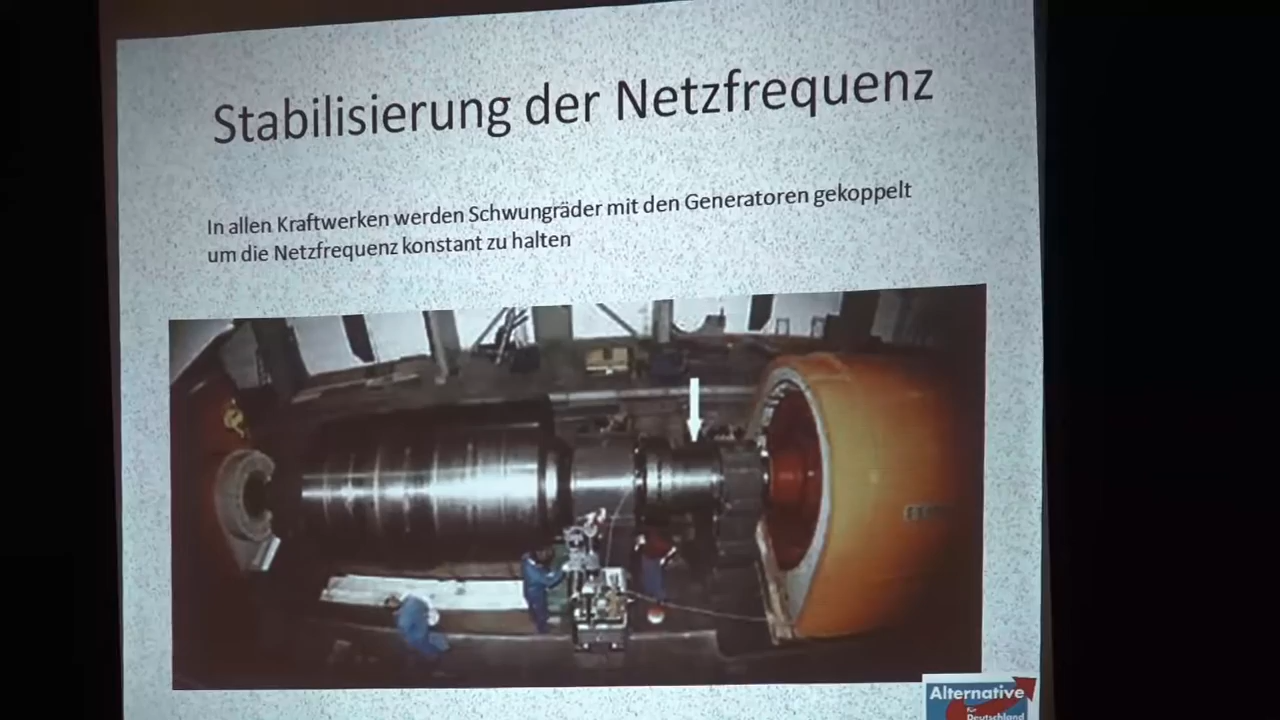 Stabilisierung der Netzfrequenz
In allen Kraftwerken werden Schwungräder mit den Generatoren gekoppelt
um die Netzfrequenz konstant zu halten
Alternative
für
Deutschland